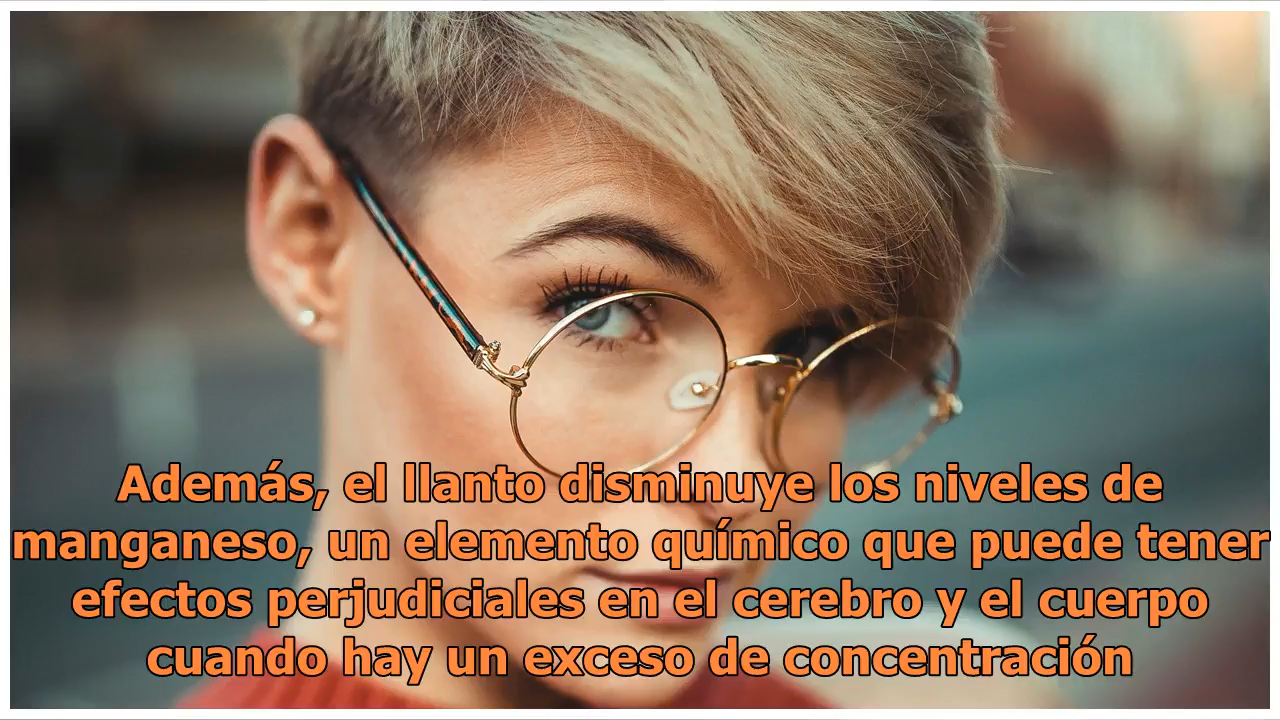 Además, el llanto disminuye los niveles de
manganeso, un elemento químico que puede tener
efectos perjudiciales en el cerebro y el cuerpo
cuando hay un exceso de concentración